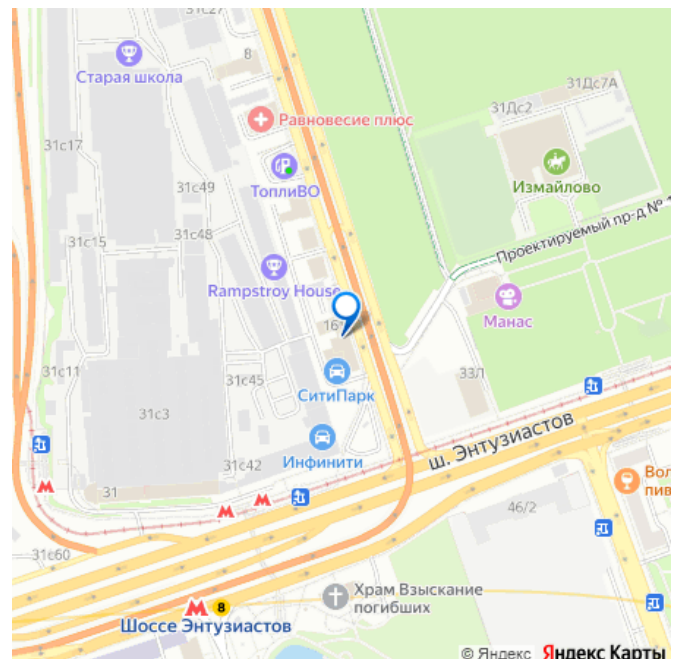 31с27
8
Старая школа
31Дс7А
31Дс2
Равновесие плюс
31с17
ТоплиВО
31с49
Измайлово
31с48
31с15
Проектируемый пр-д №
Rampstroy House
Манас
16
31с11
33Л
31с45
СитиПарк
31с3
ш. Энтузиастов
Инфинити
31с42
31
Вол
пив
46/2
31с60
8
Шоссе Энтузиастов
Храм Взыскание
погибших
© Яндекс Яндекс Карты